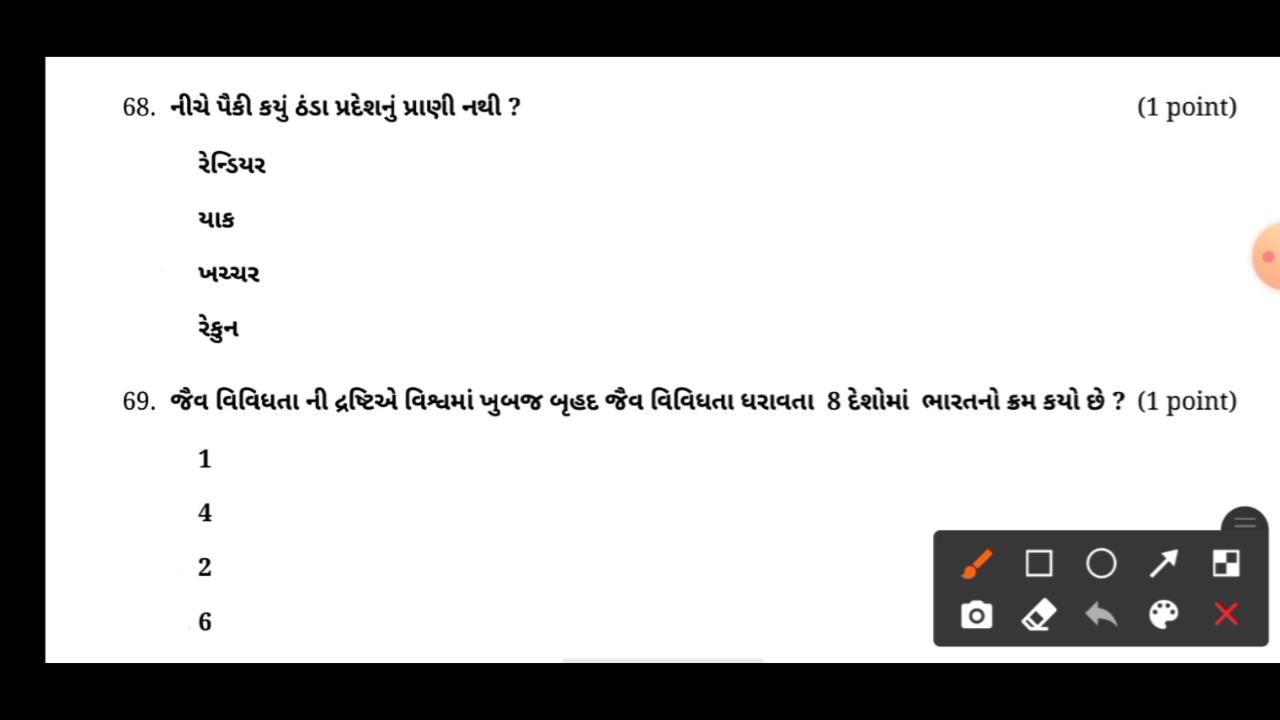 68. નીચે પૈકી કયું ઠંડા પ્રદેશનું પ્રાણી નથી ? (1 point)
રેન્ડિયર
યાક
ખચ્ચર
રેકુન
69. જૈવ વિવિધતા ની દ્રષ્ટિએ વિશ્વમાં ખુબજ બૃહદ જૈવ વિવિધતા ધરાવતા 8 દેશોમાં ભારતનો ક્રમ કયો છે ? (1 point)
1
4
2
6